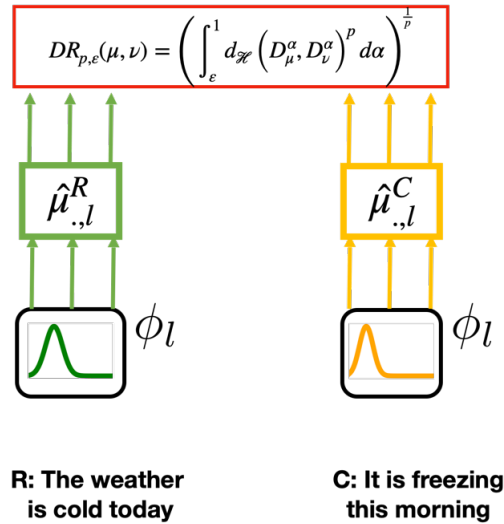 DR_{p,ε}(μ, ν) = ( ∫_ε^1 d_ℋ ( D_μ^α, D_ν^α )^p dα )^{1/p}
μ̂^R_{.,l} μ̂^C_{.,l}
ϕ_l ϕ_l
R: The weather
is cold today
C: It is freezing
this morning